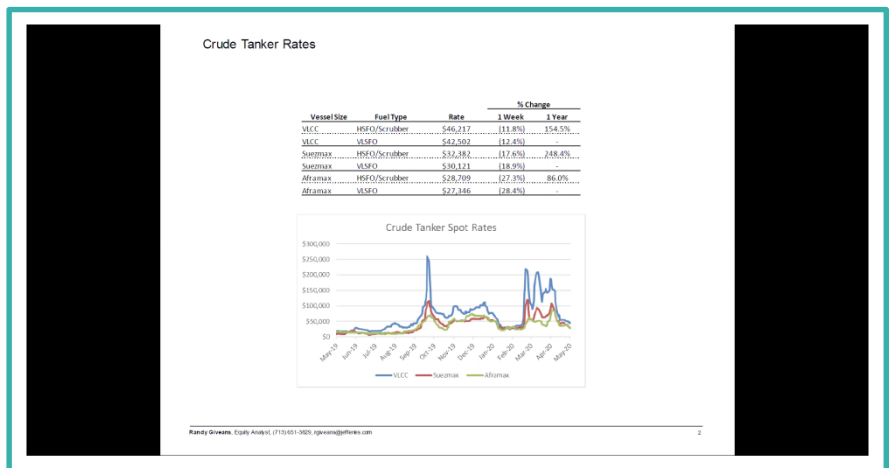 Crude Tanker Rates
% Change
Vessel Size Fuel Type Rate 1 Week 1 Year
VLCC HSFO/Scrubber $46,217 (11.8%) 154.5%
VLCC VLSFO $42,502 (12.4%) -
Suezmax HSFO/Scrubber $32,382 (17.6%) 248.4%
Suezmax VLSFO $30,121 (18.9%) -
Aframax HSFO/Scrubber $28,709 (27.3%) 86.0%
Aframax VLSFO $27,346 (28.4%) -
Crude Tanker Spot Rates
$300,000
$250,000
$200,000
$150,000
$100,000
$50,000
$0
May-19 Jun-19 Jul-19 Aug-19 Sep-19 Oct-19 Nov-19 Dec-19 Jan-20 Feb-20 Mar-20 Apr-20 May-20
VLCC Suezmax Aframax
Randy Giveans, Equity Analyst, (713) 651-3629, rgiveans@jefferies.com 2